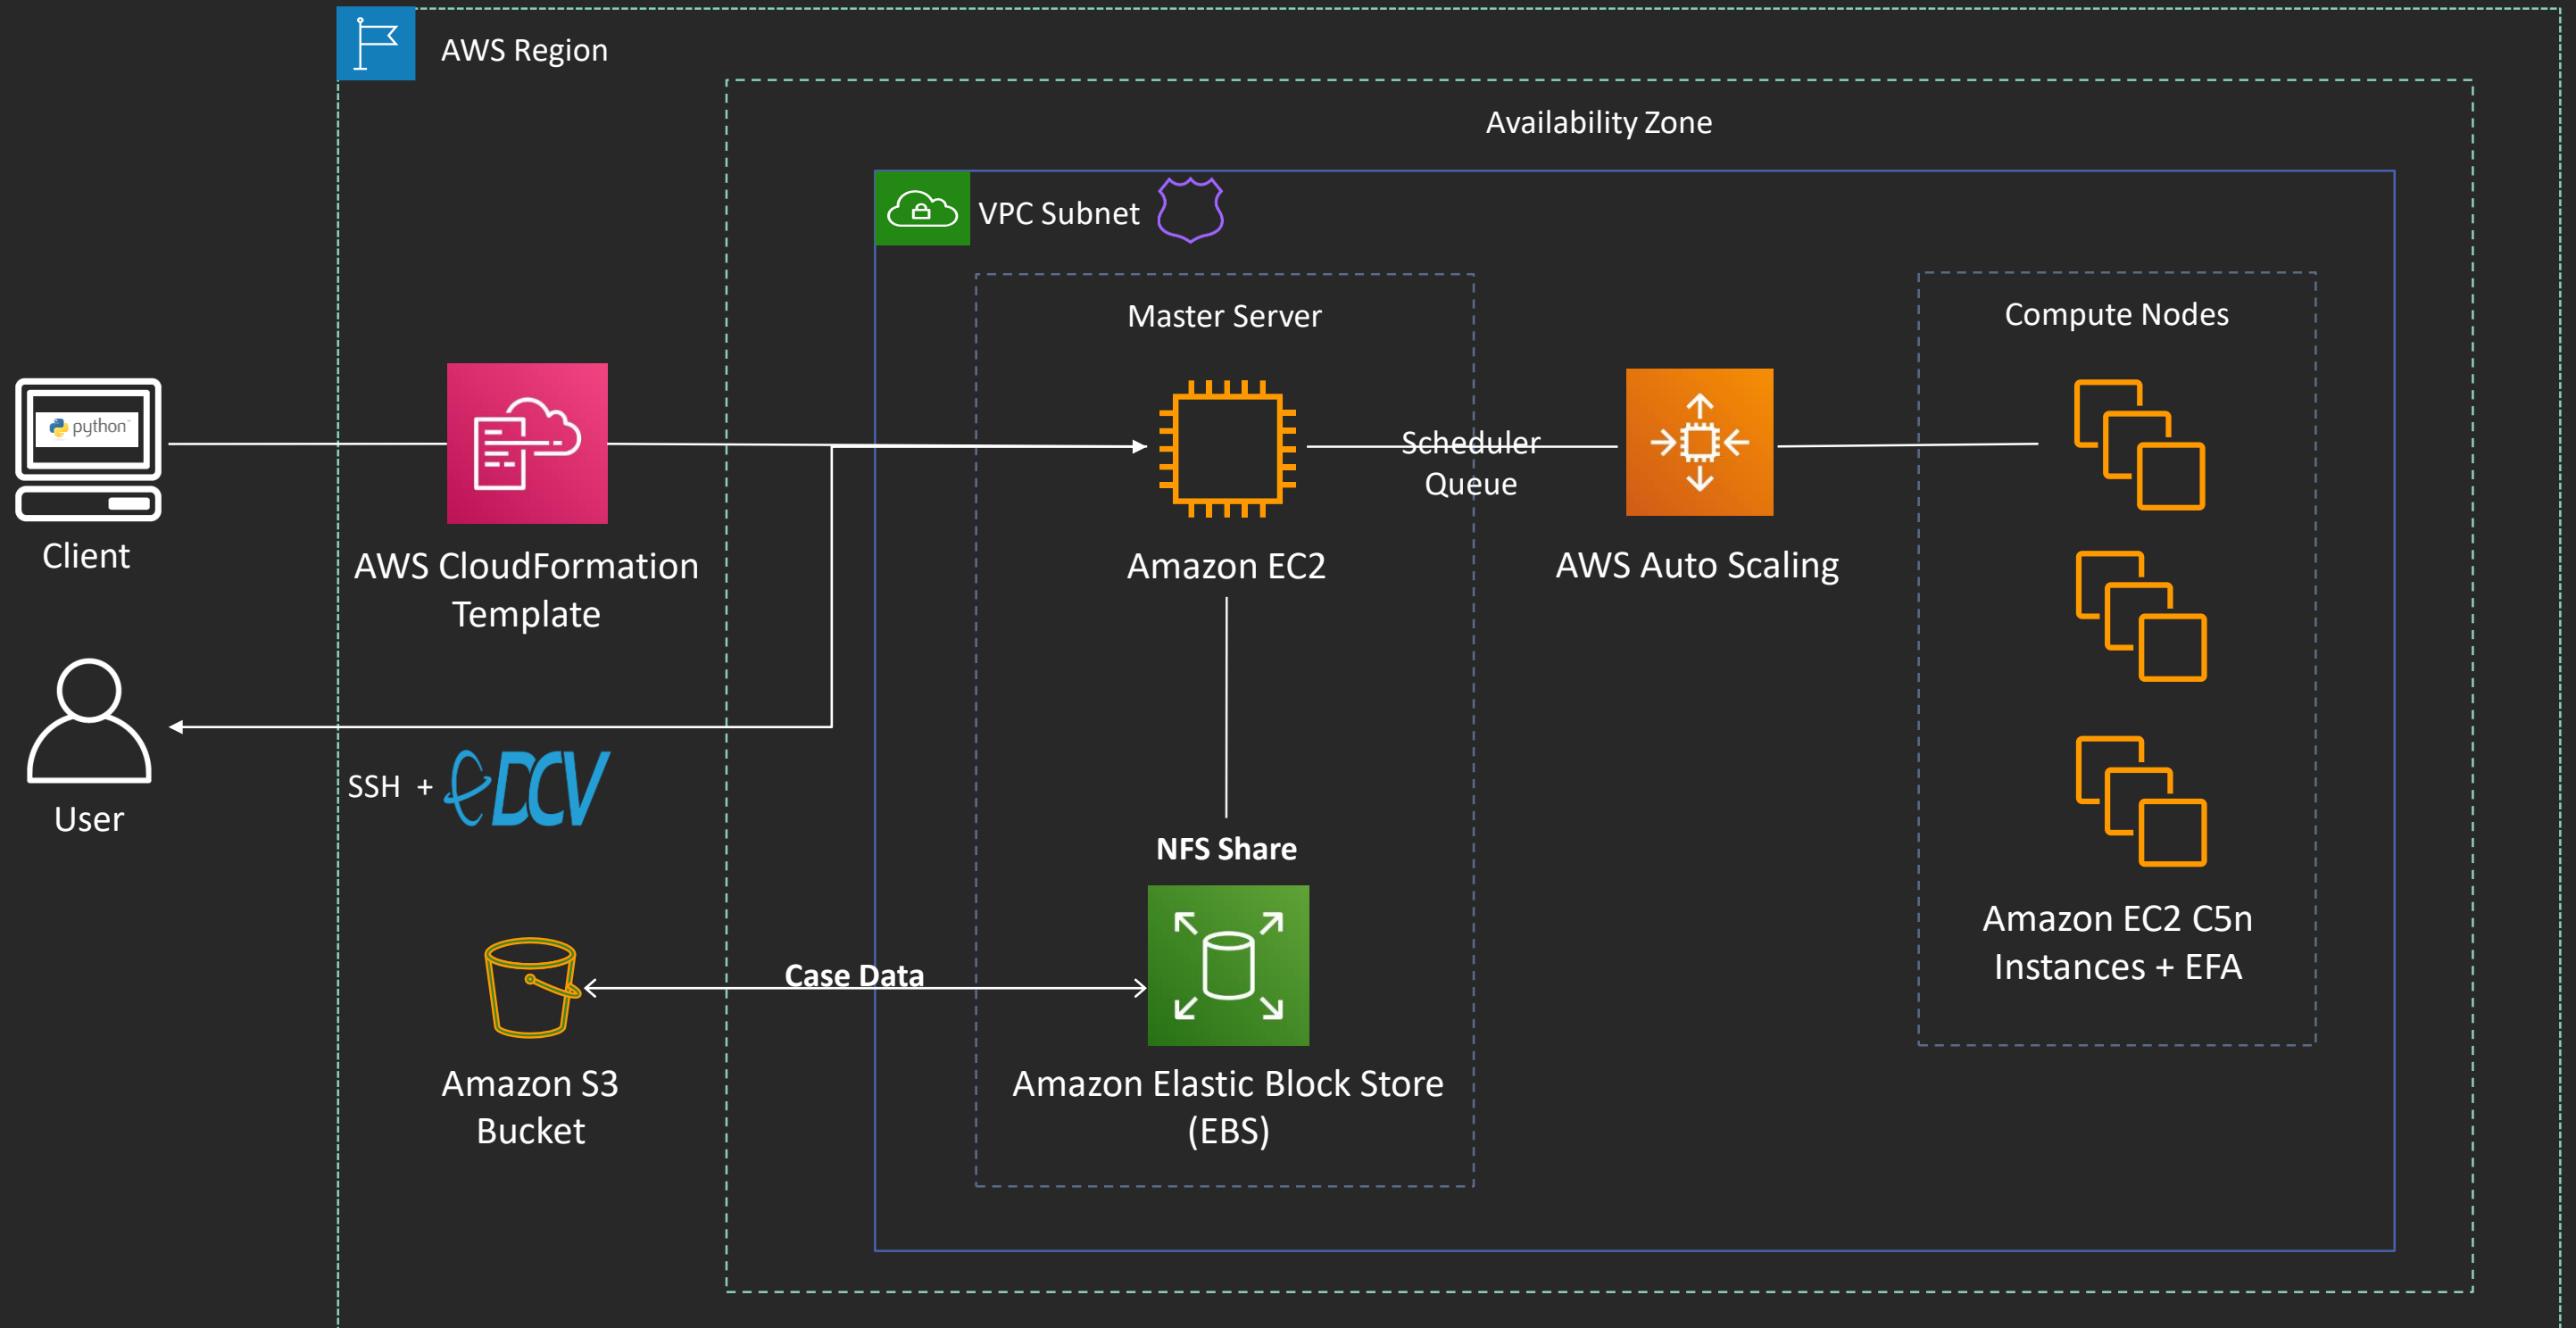 AWS Region
Availability Zone
VPC Subnet
Master Server
Compute Nodes
python
Client
AWS CloudFormation
Template
Amazon EC2
Scheduler
Queue
AWS Auto Scaling
User
SSH +
DCV
NFS Share
Case Data
Amazon S3
Bucket
Amazon Elastic Block Store
(EBS)
Amazon EC2 C5n
Instances + EFA